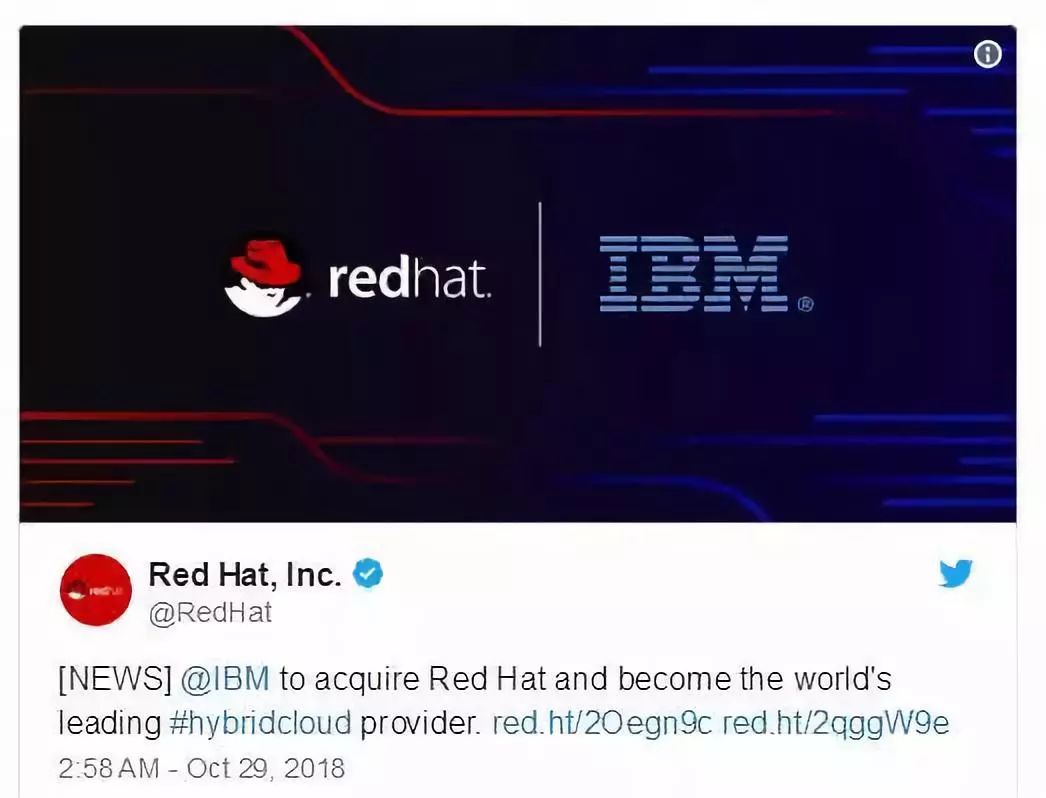 redhat.
IBM®
Red Hat, Inc.
@RedHat
[NEWS] @IBM to acquire Red Hat and become the world's
leading #hybridcloud provider. red.ht/2Oegn9c red.ht/2qggW9e
2:58 AM - Oct 29, 2018